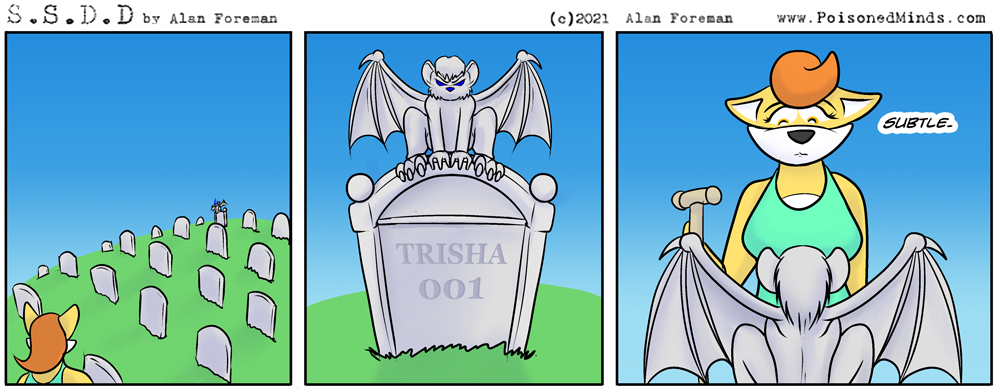 S.S.D.D by Alan Foreman (c)2021 Alan Foreman www.PoisonedMinds.com
TRISHA
001
SUBTLE.